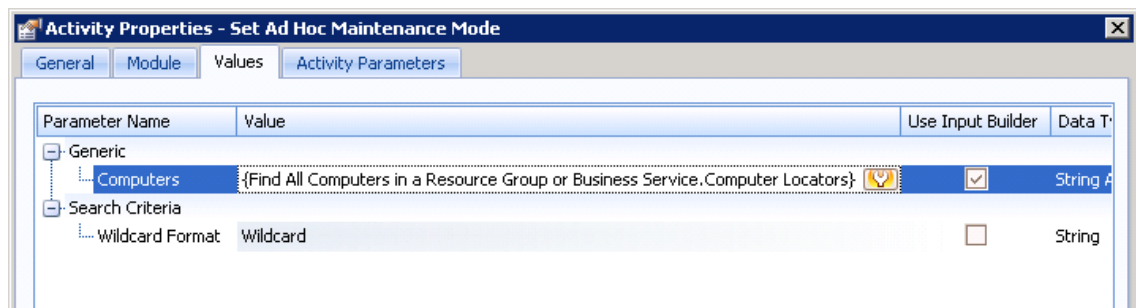 Activity Properties - Set Ad Hoc Maintenance Mode
General Module Values Activity Parameters
Parameter Name Value Use Input Builder Data T
Generic
Computers {Find All Computers in a Resource Group or Business Service.Computer Locators} String A
Search Criteria
Wildcard Format Wildcard String